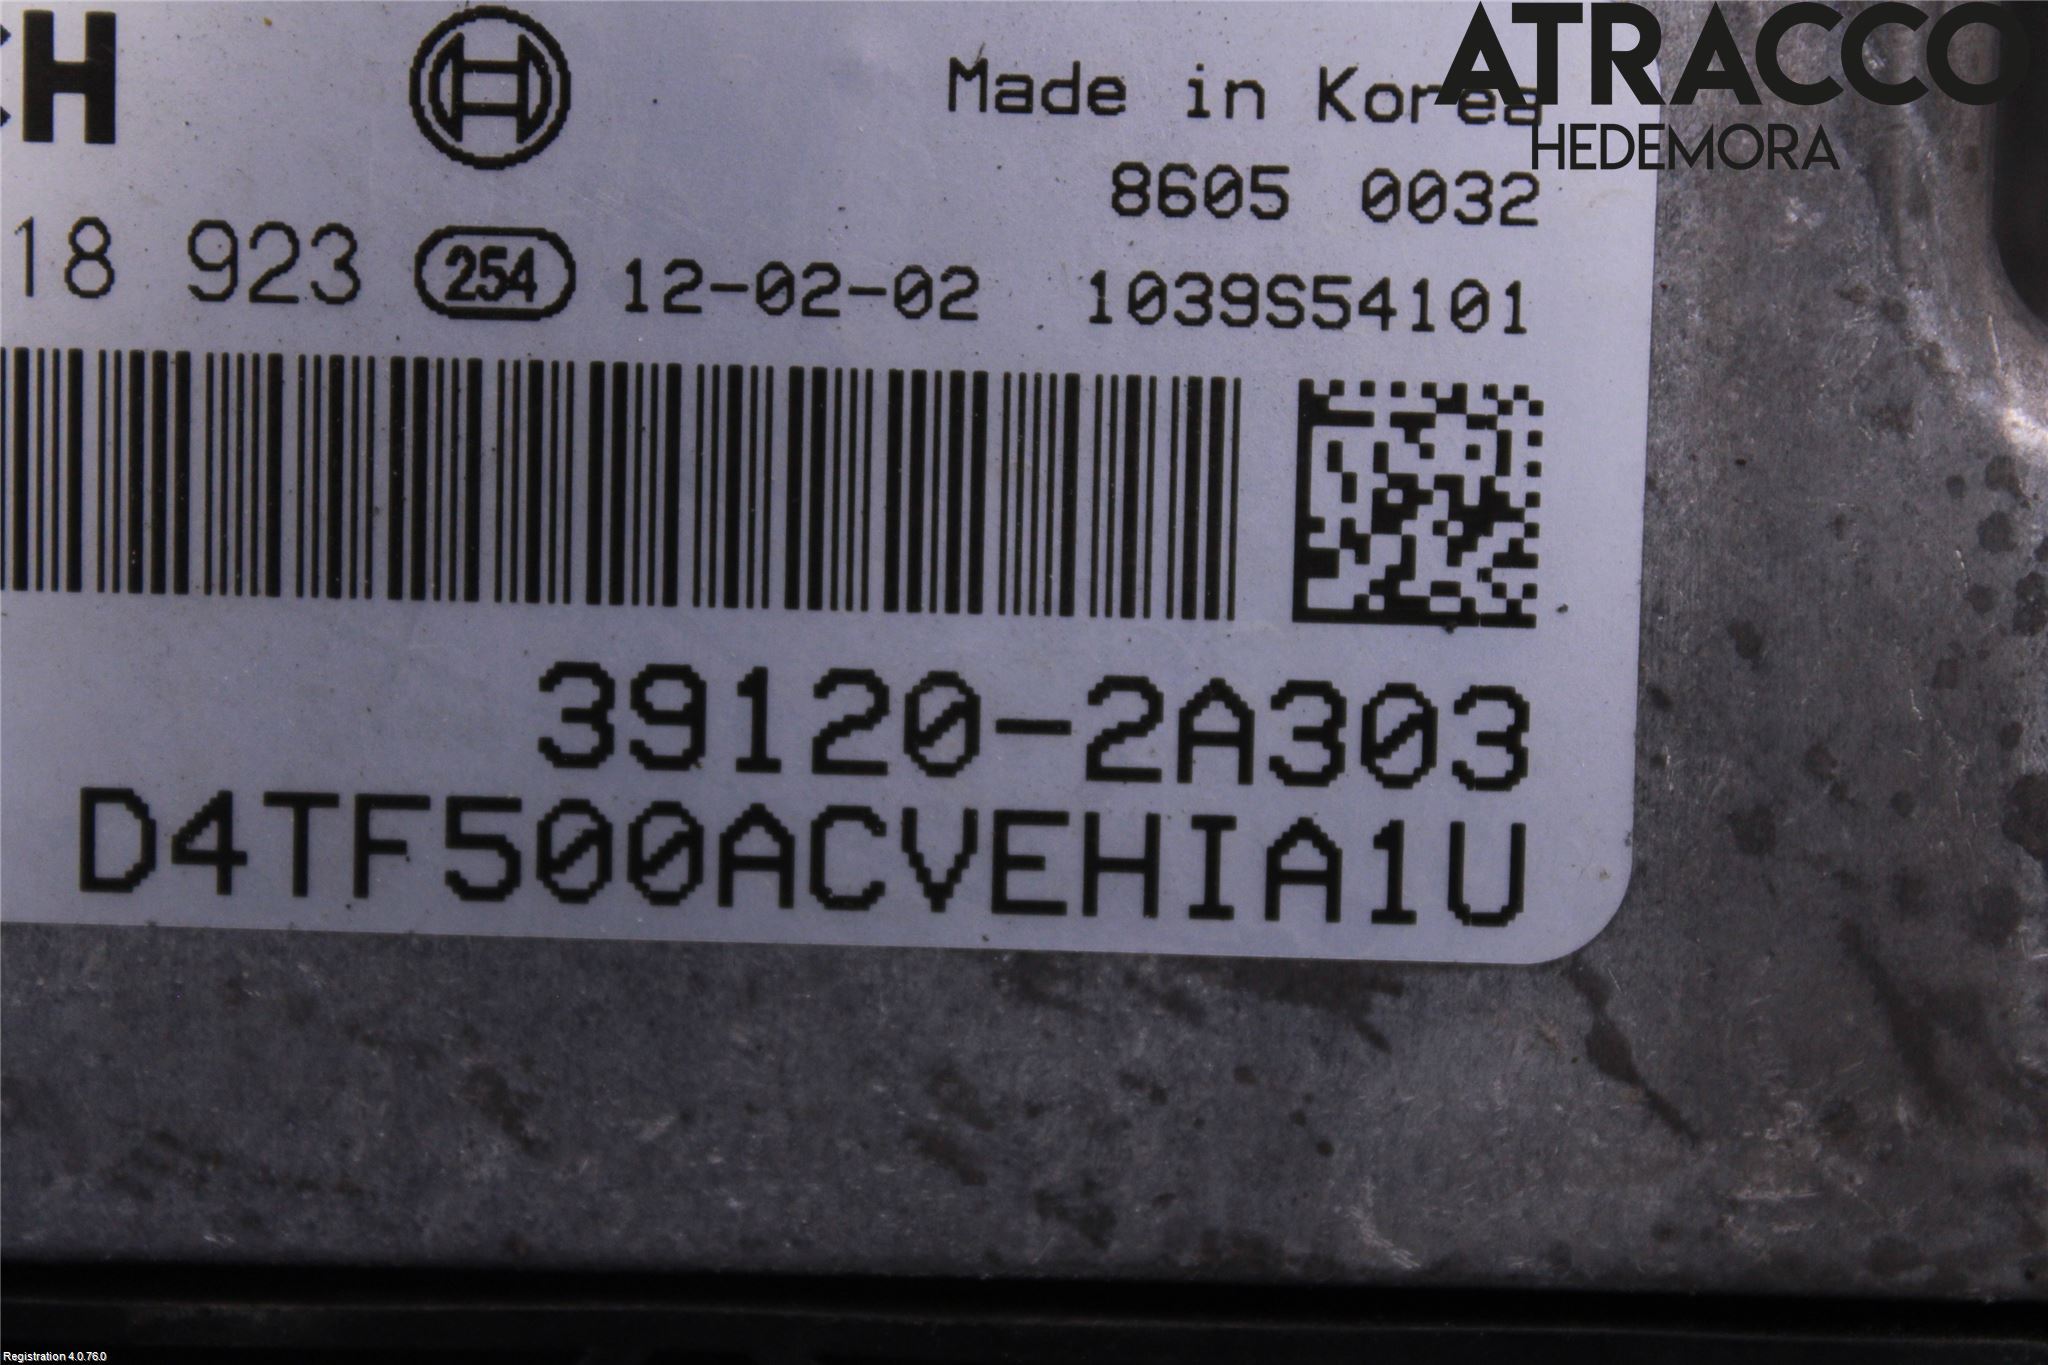 CH
ATRACCO
HEDEMORA
Made in Korea
8605 0032
18 923 254 12-02-02 1039S54101
39120-2A303
D4TF500ACVEHIA1U
Registration 4.0.76.0